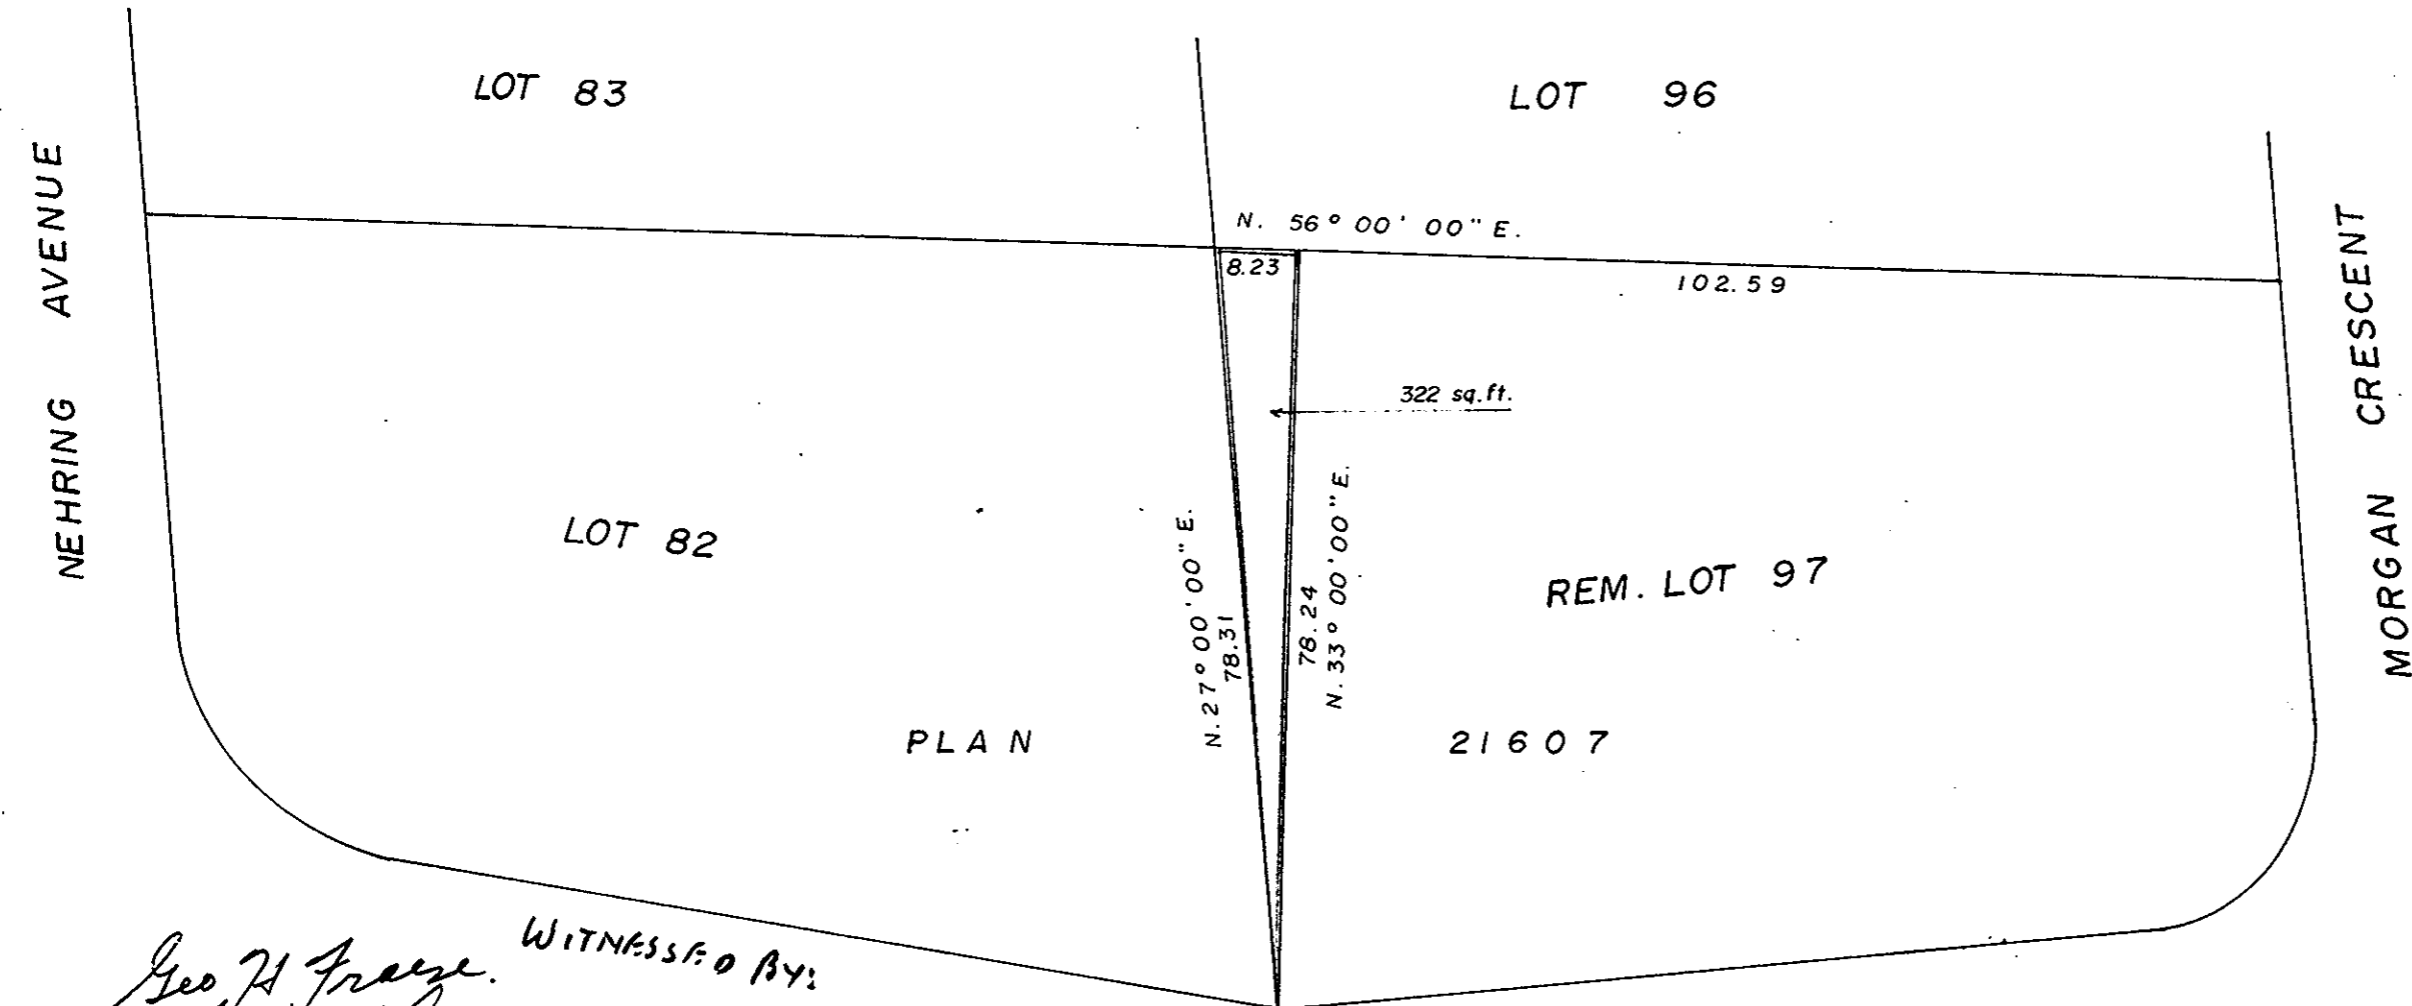 LOT 83
LOT 96
NEHRING AVENUE
N. 56° 00' 00" E.
8.23
102.59
MORGAN CRESCENT
322 sq.ft.
LOT 82
N. 27° 00' 00" E.
78.31
78.24
N. 33° 00' 00" E.
REM. LOT 97
PLAN 21607
WITNESSED BY:
Geo. H.